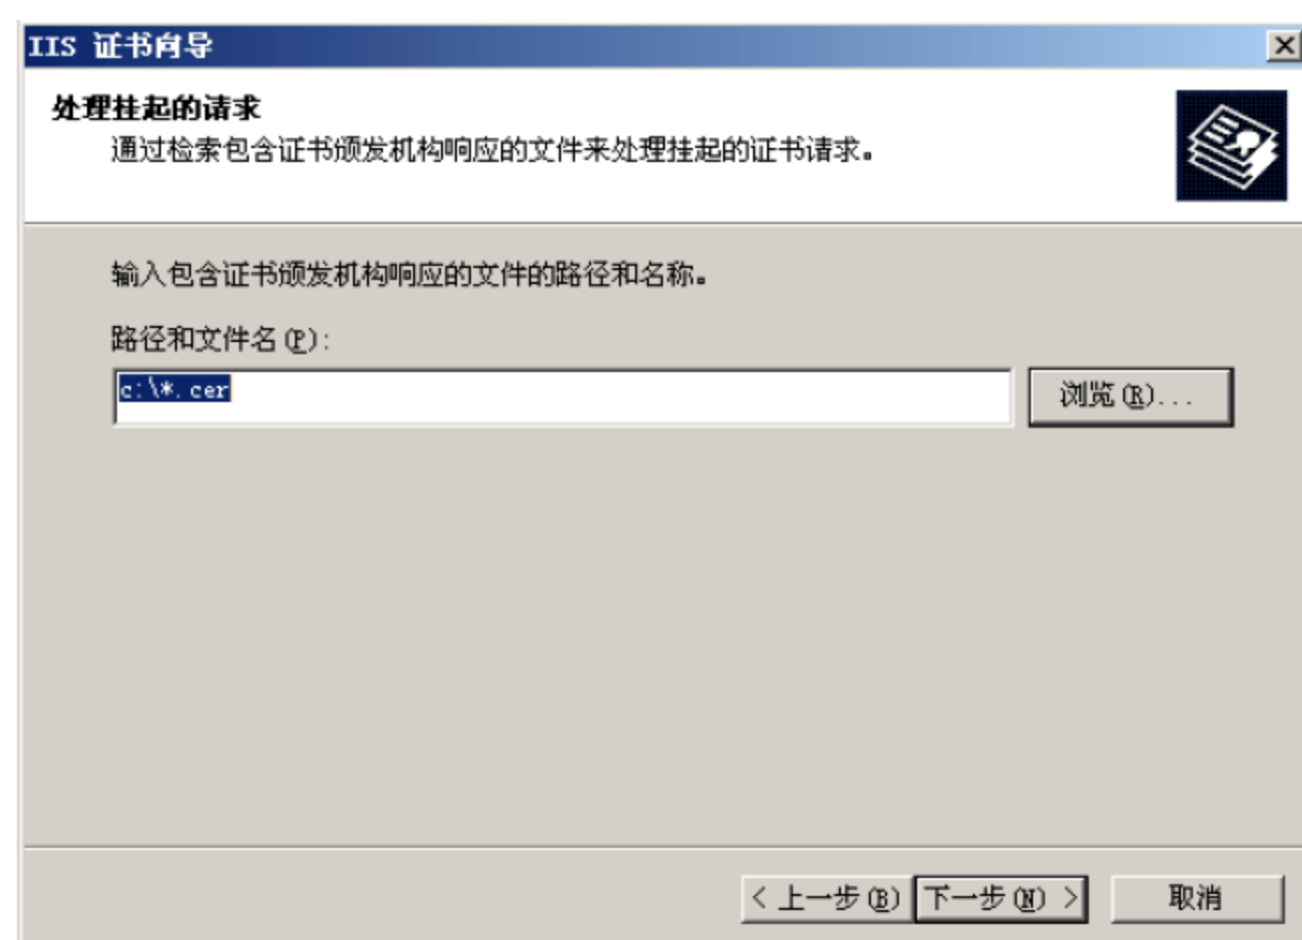 IIS 证书向导
处理挂起的请求
通过检索包含证书颁发机构响应的文件来处理挂起的证书请求。
输入包含证书颁发机构响应的文件的路径和名称。
路径和文件名(P):
c:\*.cer
浏览(R)...
< 上一步(B) 下一步(N) > 取消